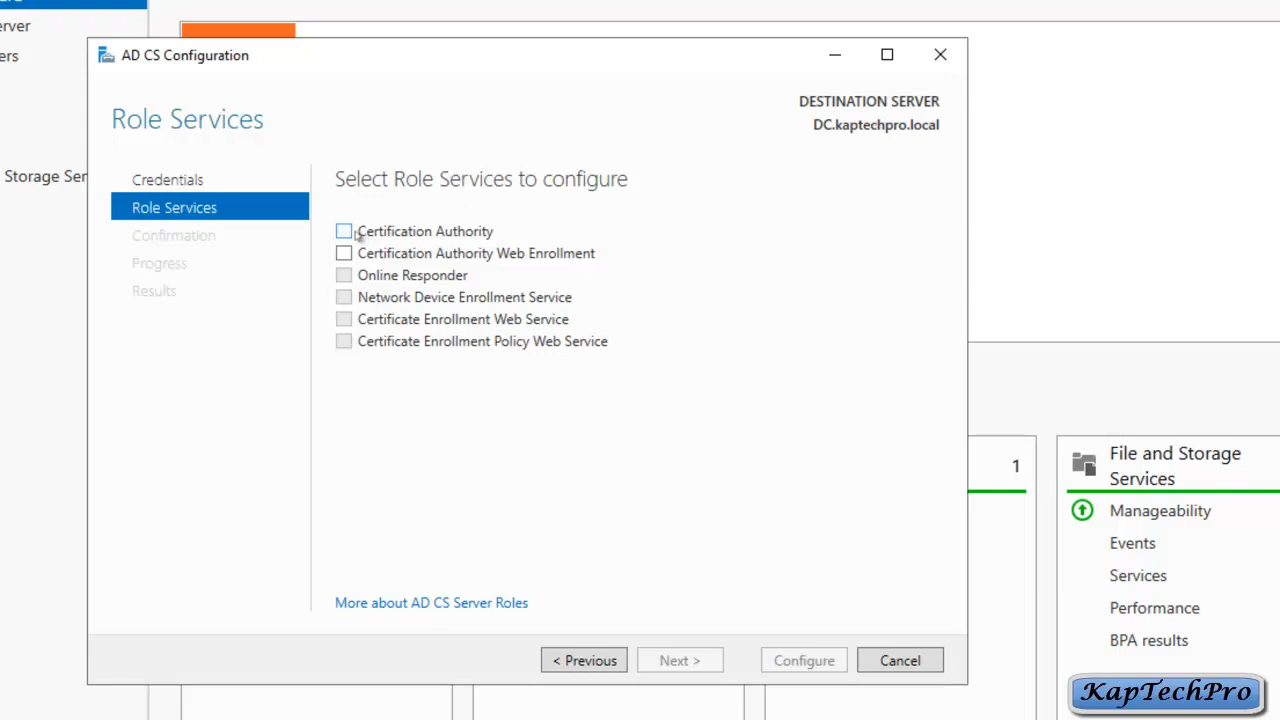 erver
ers
Storage Ser
AD CS Configuration
Role Services
DESTINATION SERVER
DC.kaptechpro.local
Credentials
Role Services
Confirmation
Progress
Results
Select Role Services to configure
Certification Authority
Certification Authority Web Enrollment
Online Responder
Network Device Enrollment Service
Certificate Enrollment Web Service
Certificate Enrollment Policy Web Service
More about AD CS Server Roles
< Previous
Next >
Configure
Cancel
1
File and Storage
Services
Manageability
Events
Services
Performance
BPA results
KapTechPro